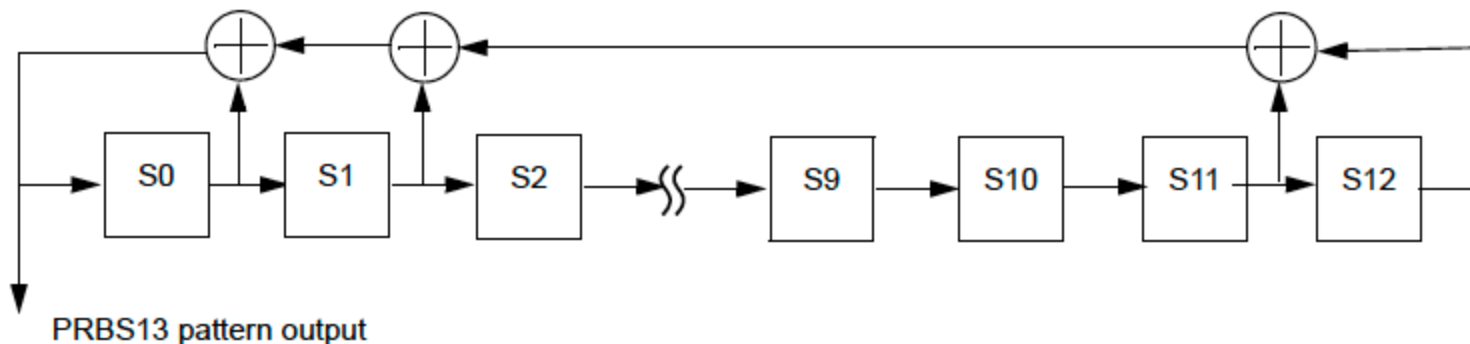 S0 S1 S2 S9 S10 S11 S12
PRBS13 pattern output